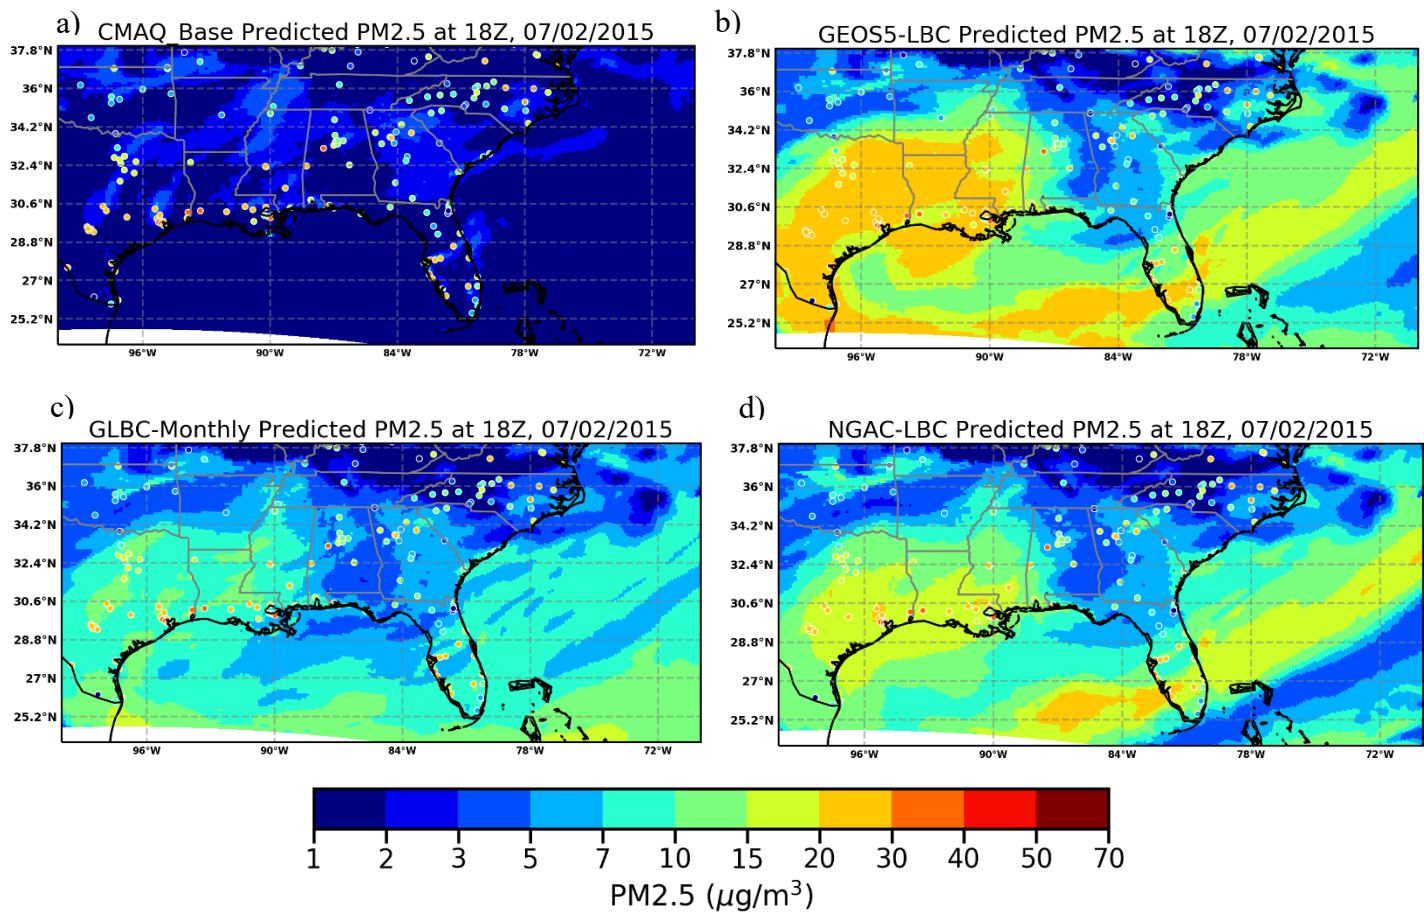 a)
CMAQ_Base Predicted PM2.5 at 18Z, 07/02/2015
37.8°N
36°N
34.2°N
32.4°N
30.6°N
28.8°N
27°N
25.2°N
96°W 90°W 84°W 78°W 72°W
b)
GEOS5-LBC Predicted PM2.5 at 18Z, 07/02/2015
37.8°N
36°N
34.2°N
32.4°N
30.6°N
28.8°N
27°N
25.2°N
96°W 90°W 84°W 78°W 72°W
c)
GLBC-Monthly Predicted PM2.5 at 18Z, 07/02/2015
37.8°N
36°N
34.2°N
32.4°N
30.6°N
28.8°N
27°N
25.2°N
96°W 90°W 84°W 78°W 72°W
d)
NGAC-LBC Predicted PM2.5 at 18Z, 07/02/2015
37.8°N
36°N
34.2°N
32.4°N
30.6°N
28.8°N
27°N
25.2°N
96°W 90°W 84°W 78°W 72°W
1 2 3 5 7 10 15 20 30 40 50 70
PM2.5 (μg/m³)